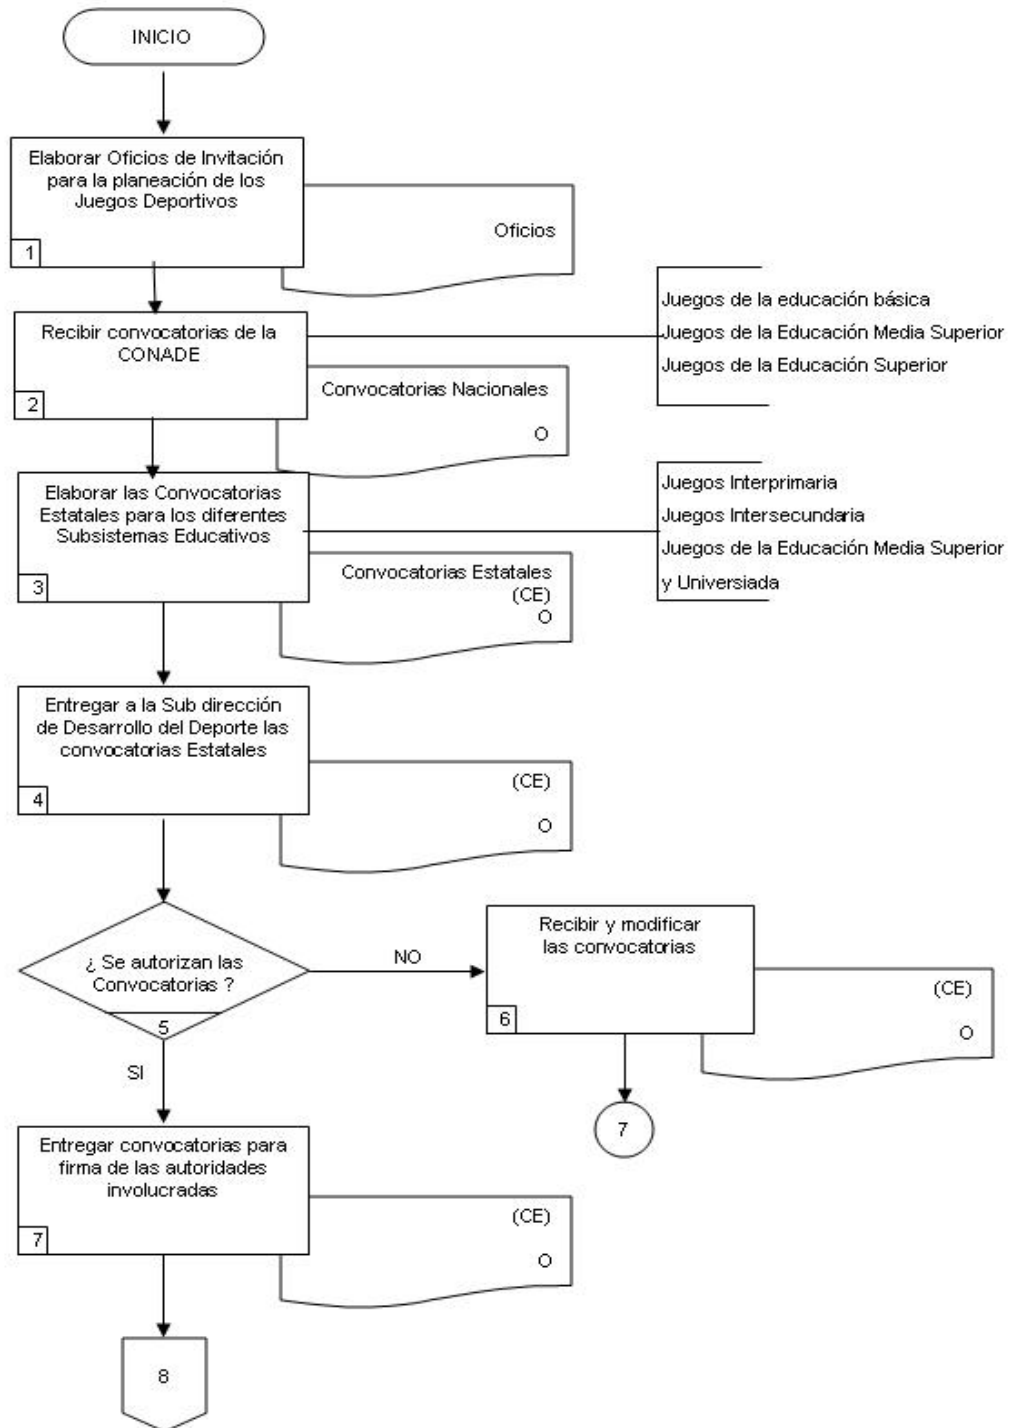 INICIO
Elaborar Oficios de Invitación
para la planeación de los
Juegos Deportivos
1
Oficios
Recibir convocatorias de la
CONADE
2
Juegos de la educación básica
Juegos de la Educación Media Superior
Juegos de la Educación Superior
Convocatorias Nacionales
O
Elaborar las Convocatorias
Estatales para los diferentes
Subsistemas Educativos
3
Juegos Interprimaria
Juegos Intersecundaria
Juegos de la Educación Media Superior
y Universiada
Convocatorias Estatales
(CE)
O
Entregar a la Sub dirección
de Desarrollo del Deporte las
convocatorias Estatales
4
(CE)
O
¿ Se autorizan las
Convocatorias ?
5
NO
Recibir y modificar
las convocatorias
6
(CE)
O
7
SI
Entregar convocatorias para
firma de las autoridades
involucradas
7
(CE)
O
8